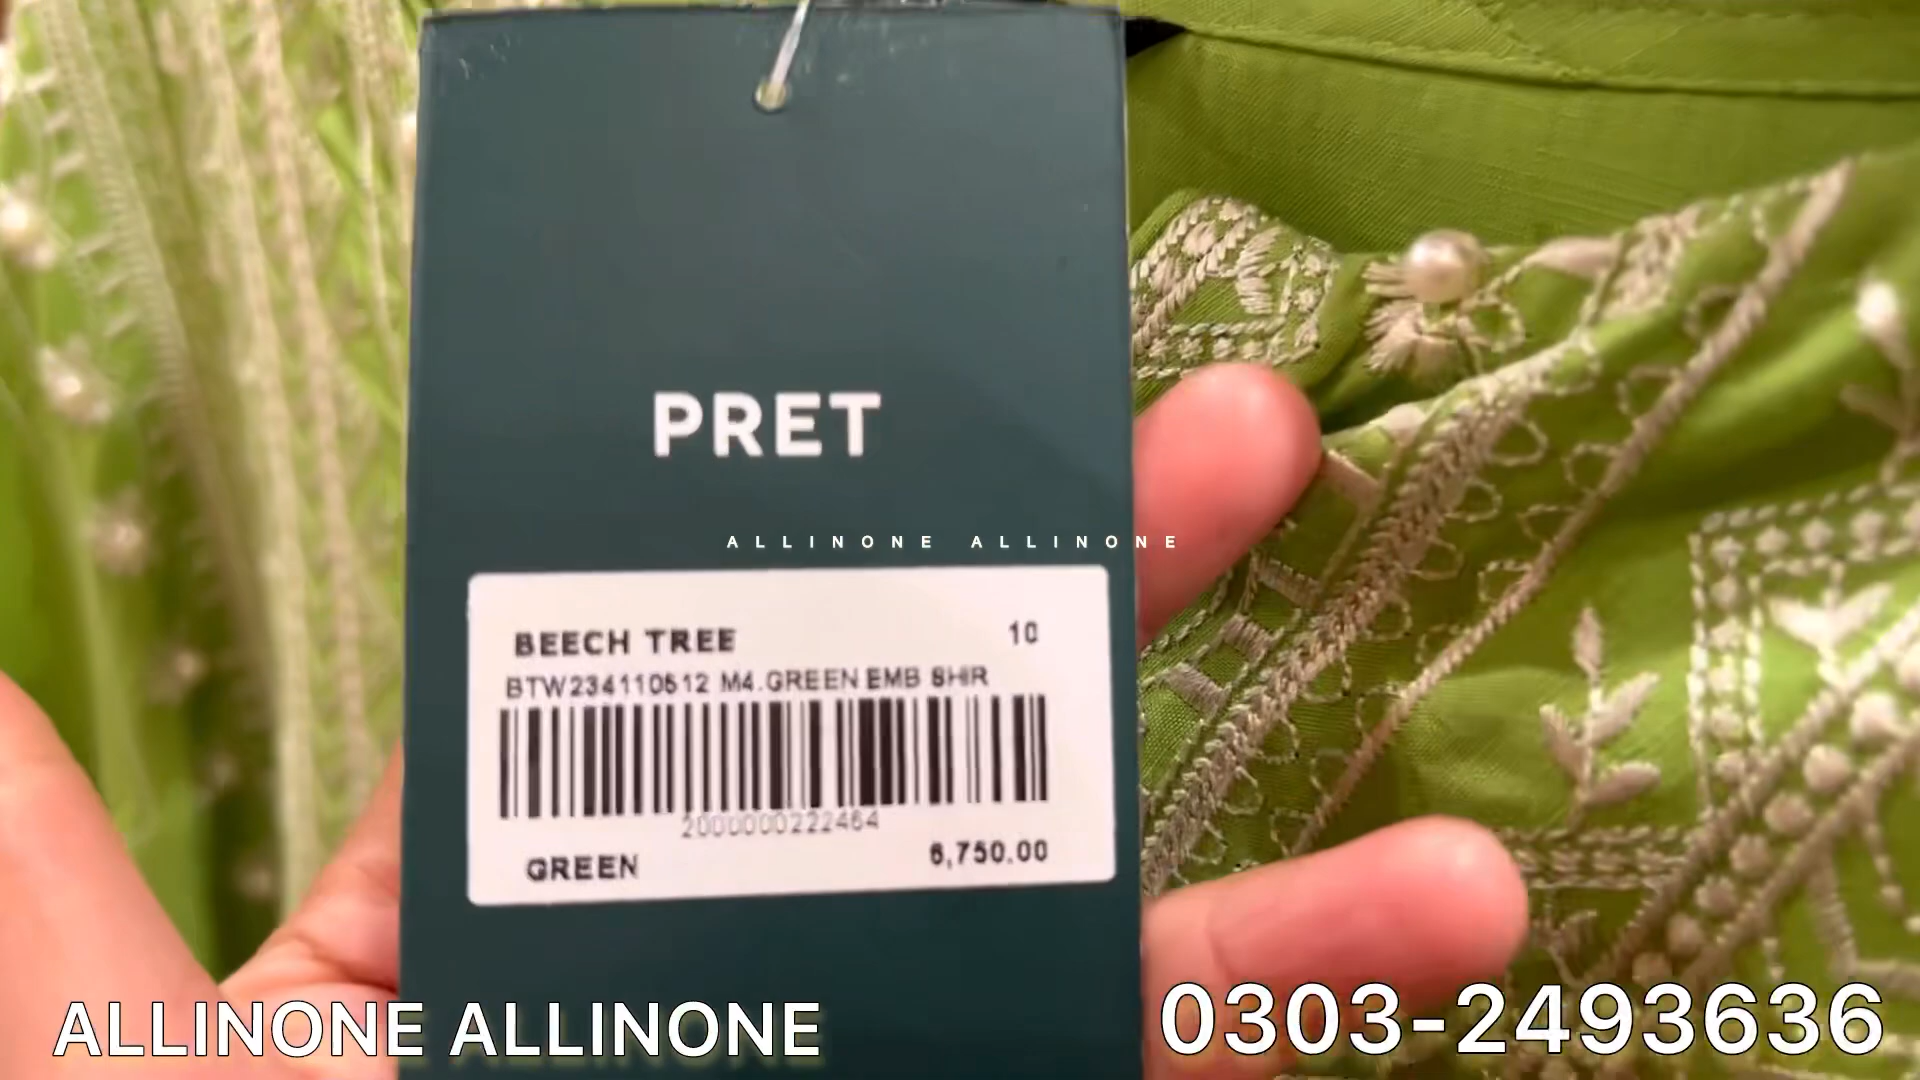 PRET
ALLINONE ALLINONE
BEECH TREE 10
BTW234110512 M4.GREEN EMB SHIR
2000000222464
GREEN 6,750.00
ALLINONE ALLINONE 0303-2493636